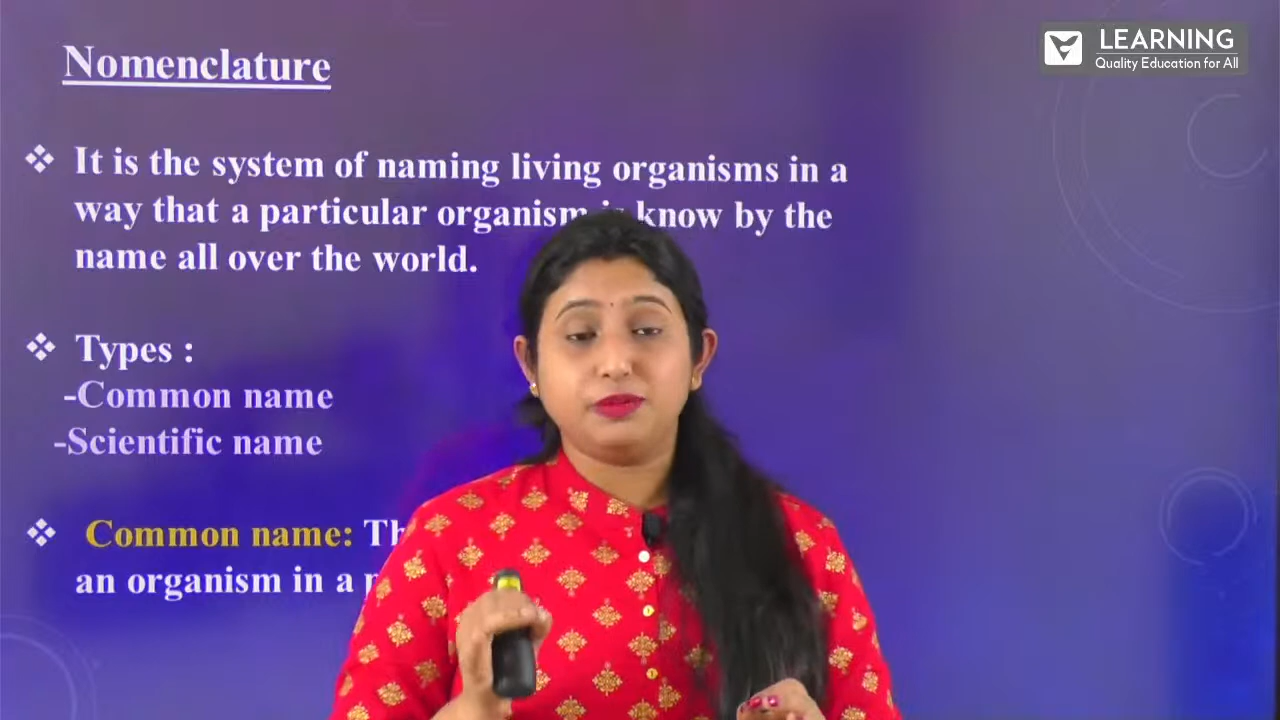 Nomenclature
LEARNING
Quality Education for All
❖ It is the system of naming living organisms in a
way that a particular organism is know by the
name all over the world.
❖ Types :
-Common name
-Scientific name
❖ Common name: Th
an organism in a